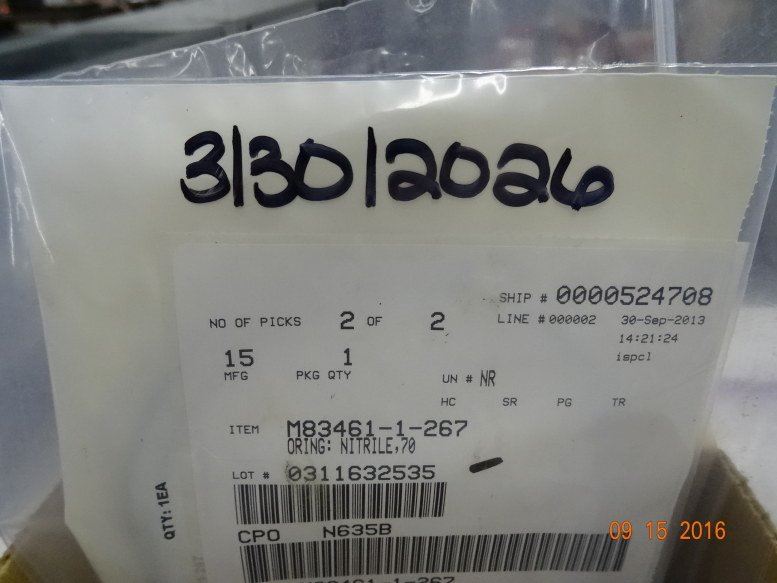 3/30/2026
SHIP # 0000524708
NO OF PICKS 2 OF 2 LINE # 000002 30-Sep-2013
14:21:24
15 1 ispcl
MFG PKG QTY UN # NR
HC SR PG TR
ITEM M83461-1-267
ORING: NITRILE,70
LOT # 0311632535
QTY: 1EA
CPO N635B
09 15 2016